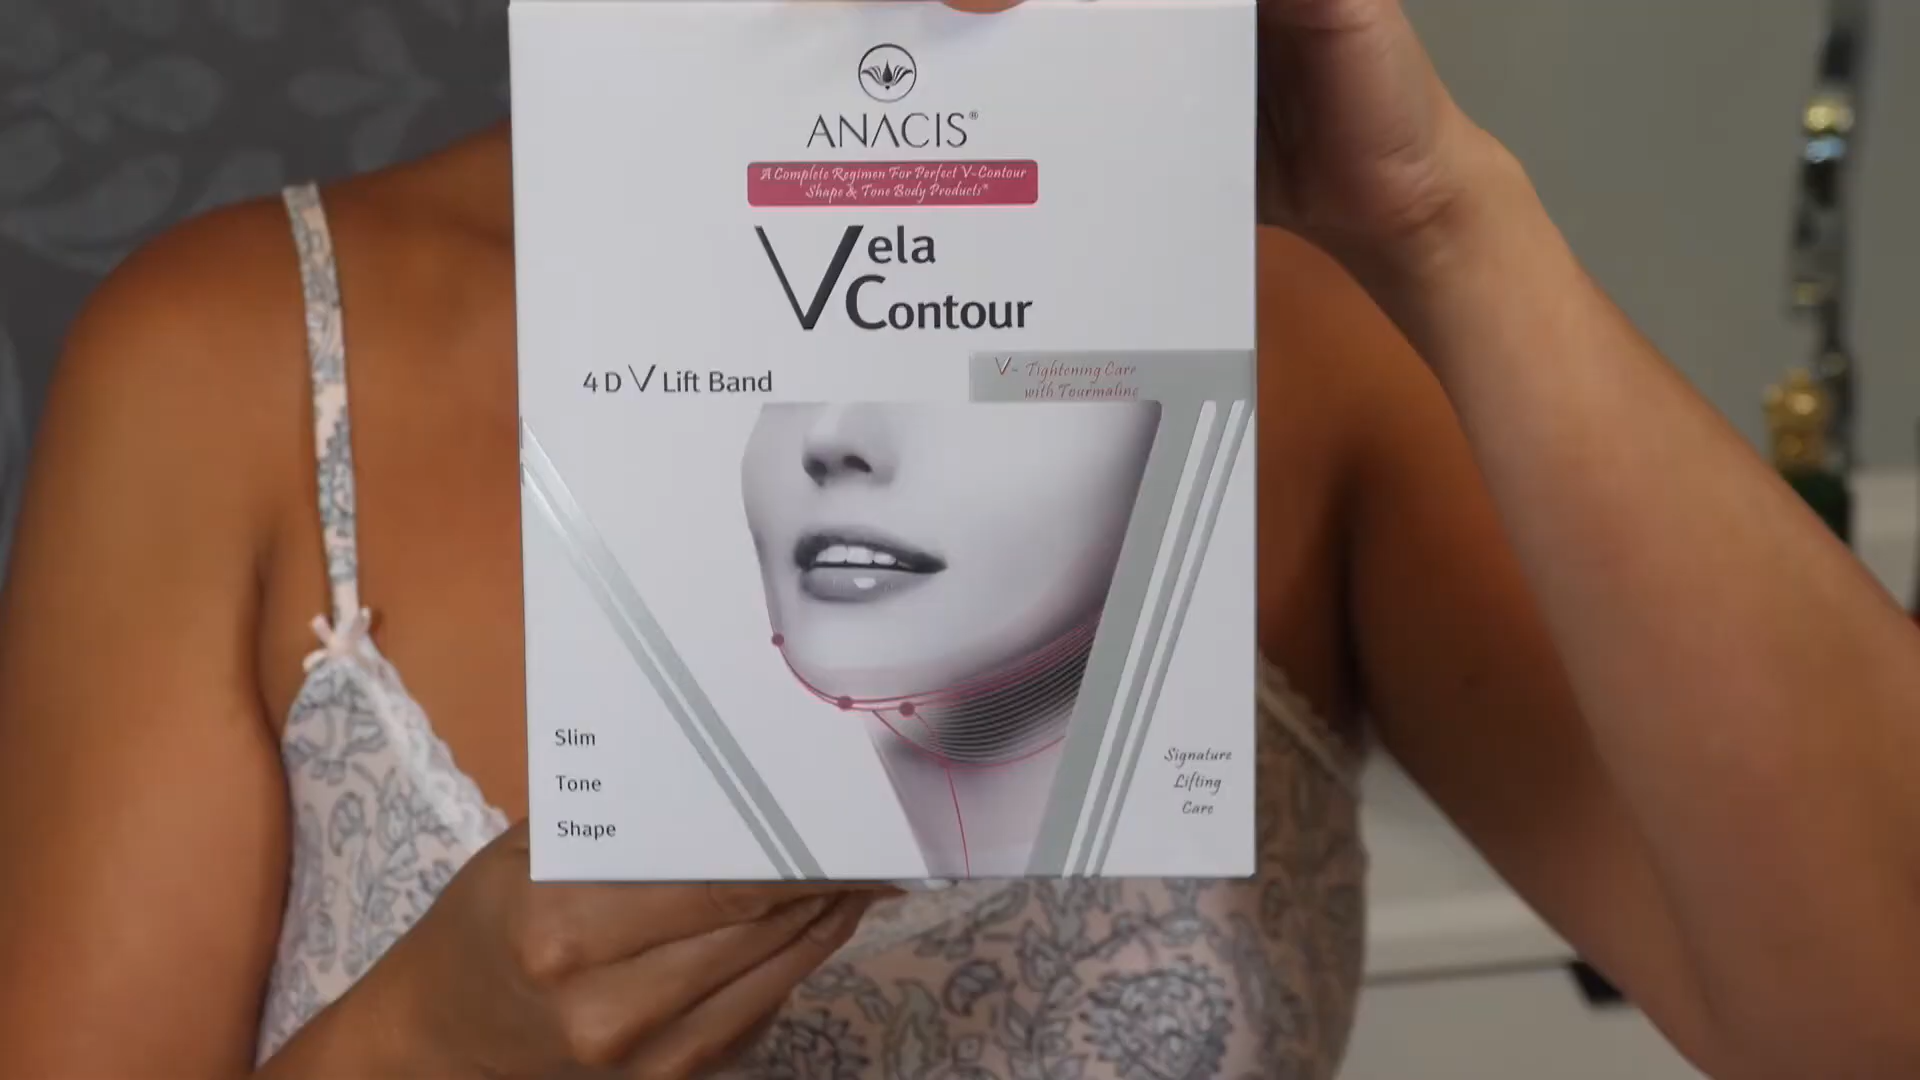 ANACIS®
A Complete Regimen For Perfect V-Contour
Shape & Tone Body Products®
Vela
Contour
4D V Lift Band
V- Tightening Care
with Tourmaline
Slim
Tone
Shape
Signature
Lifting
Care